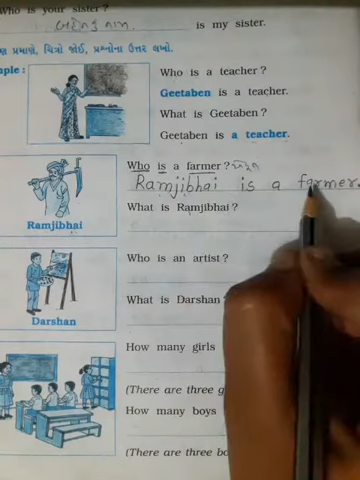 Who is your sister?
બહેનનું નામ is my sister.
પ્રમાણે, ચિત્રો જોઈ, પ્રશ્નોના ઉત્તર લખો.
mple :
Who is a teacher ?
Geetaben is a teacher.
What is Geetaben ?
Geetaben is a teacher.
Who is a farmer ?
Ramjibhai is a farmer.
Ramjibhai
What is Ramjibhai ?
Who is an artist ?
What is Darshan
Darshan
How many girls
(There are three g
How many boys
(There are three bo